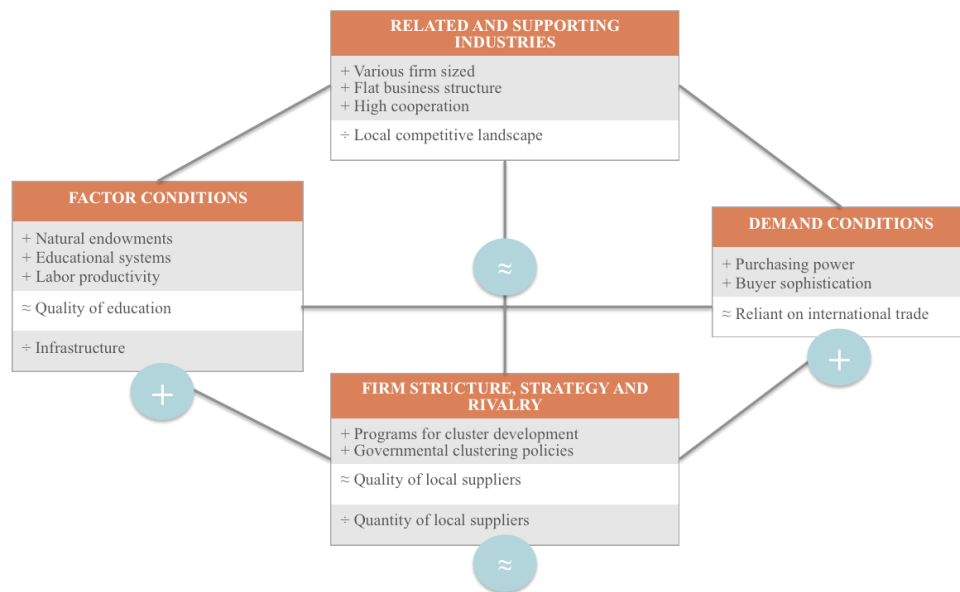 RELATED AND SUPPORTING
INDUSTRIES
+ Various firm sized
+ Flat business structure
+ High cooperation
÷ Local competitive landscape
≈
FACTOR CONDITIONS
+ Natural endowments
+ Educational systems
+ Labor productivity
≈ Quality of education
÷ Infrastructure
+
DEMAND CONDITIONS
+ Purchasing power
+ Buyer sophistication
≈ Reliant on international trade
+
FIRM STRUCTURE, STRATEGY AND
RIVALRY
+ Programs for cluster development
+ Governmental clustering policies
≈ Quality of local suppliers
÷ Quantity of local suppliers
≈